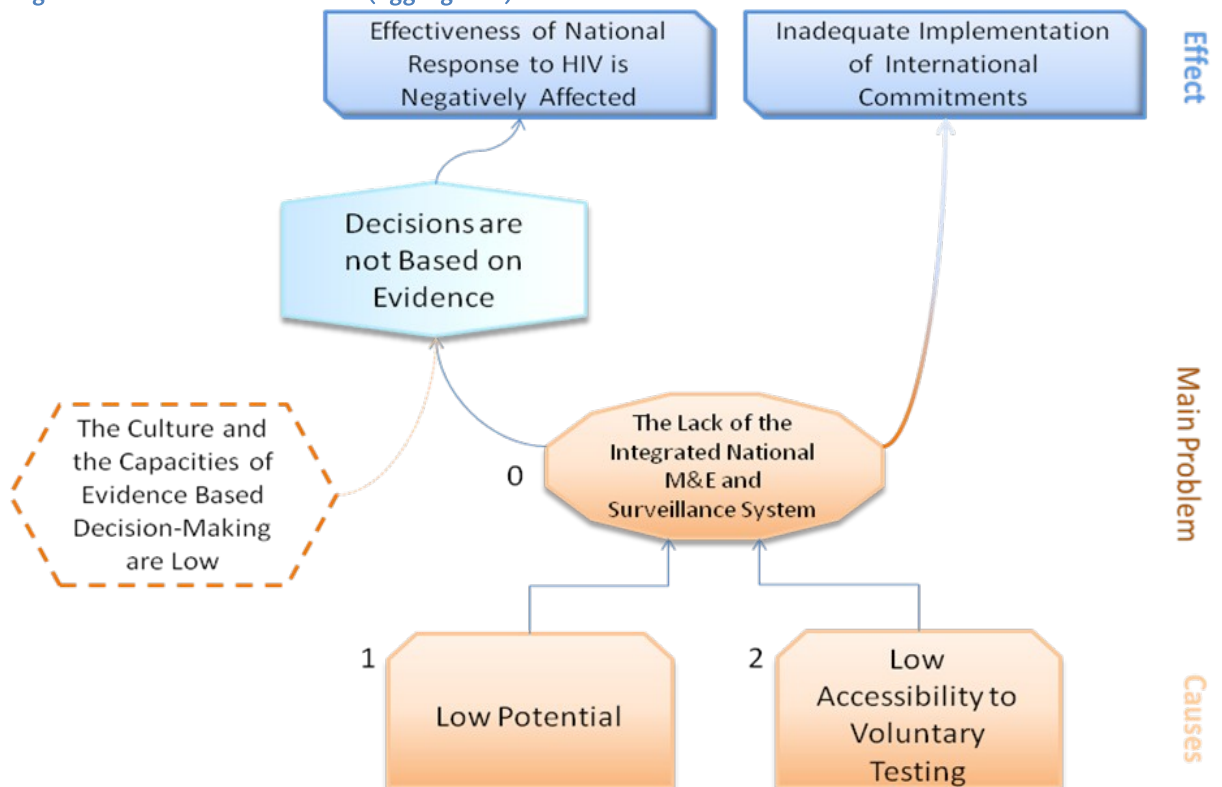 Effectiveness of National
Response to HIV is
Negatively Affected
Inadequate Implementation
of International
Commitments
Effect
Decisions are
not Based on
Evidence
The Culture and
the Capacities of
Evidence Based
Decision-Making
are Low
0
The Lack of the
Integrated National
M&E and
Surveillance System
Main Problem
1
Low Potential
2
Low
Accessibility to
Voluntary
Testing
Causes